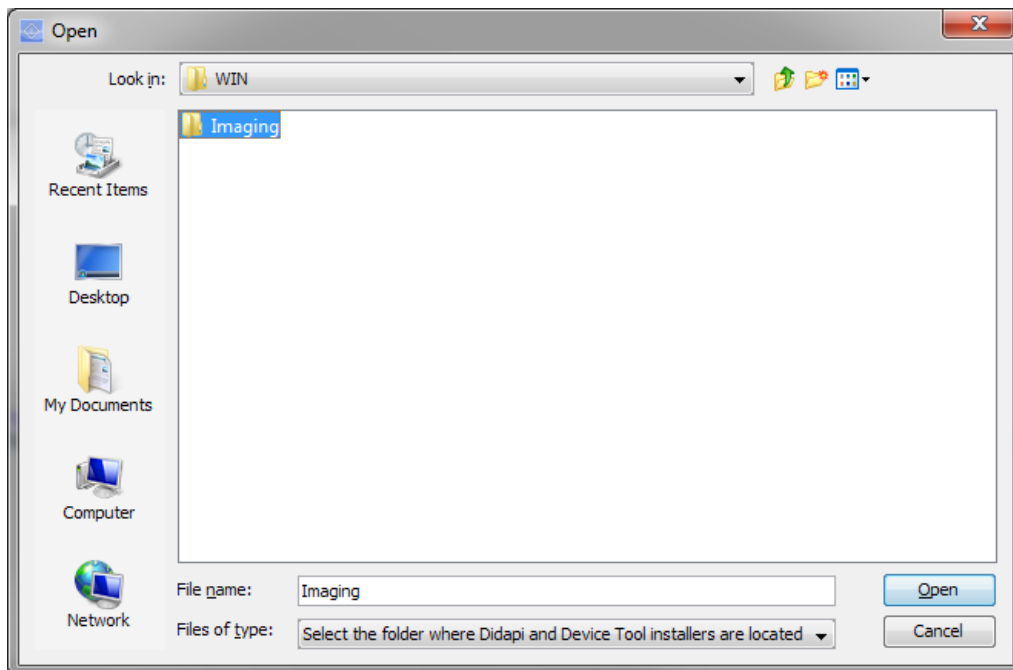 Open
Look in: WIN
Imaging
Recent Items
Desktop
My Documents
Computer
Network
File name: Imaging Open
Files of type: Select the folder where Didapi and Device Tool installers are located Cancel